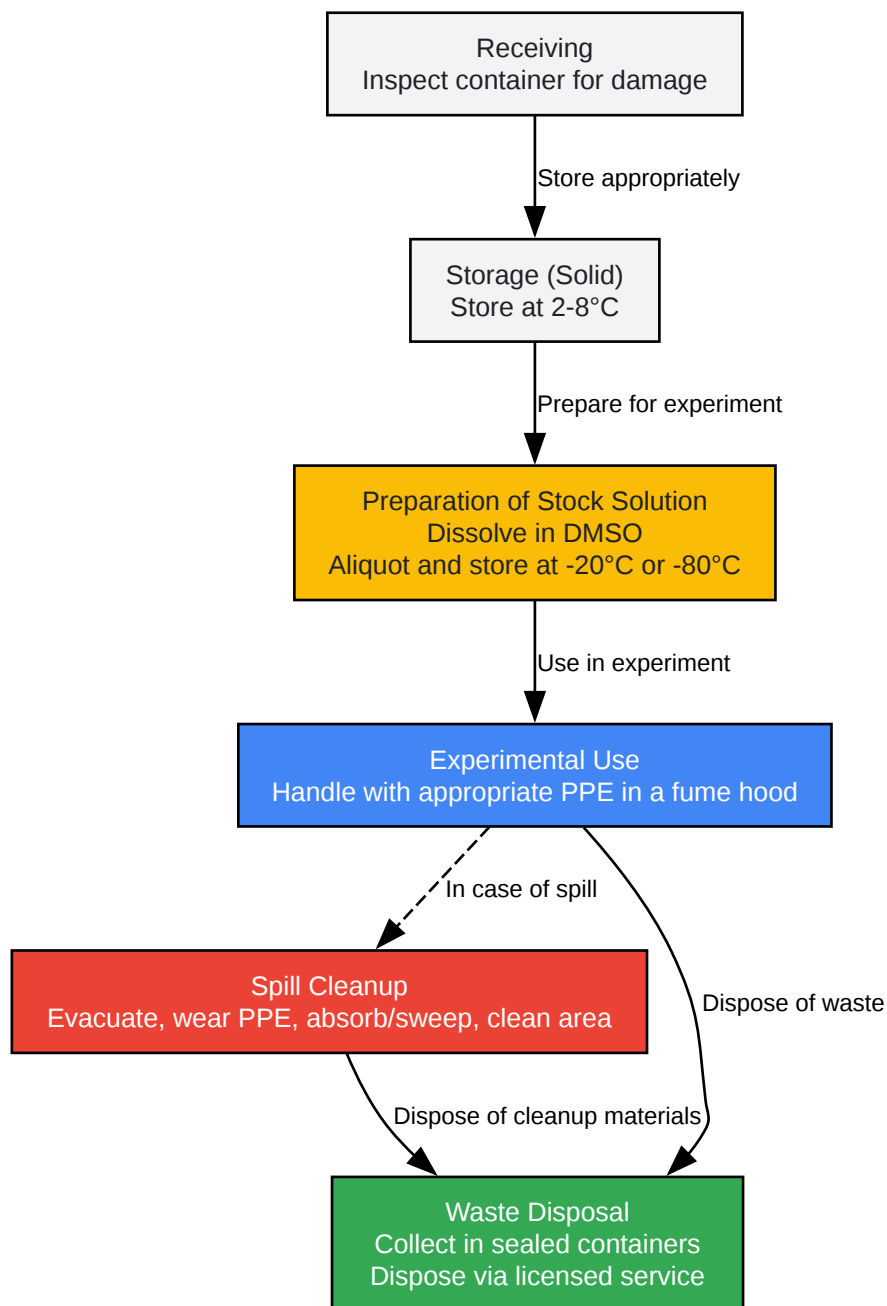 Receiving
Inspect container for damage
Store appropriately
Storage (Solid)
Store at 2-8°C
Prepare for experiment
Preparation of Stock Solution
Dissolve in DMSO
Aliquot and store at -20°C or -80°C
Use in experiment
Experimental Use
Handle with appropriate PPE in a fume hood
In case of spill
Spill Cleanup
Evacuate, wear PPE, absorb/sweep, clean area
Dispose of waste
Dispose of cleanup materials
Waste Disposal
Collect in sealed containers
Dispose via licensed service